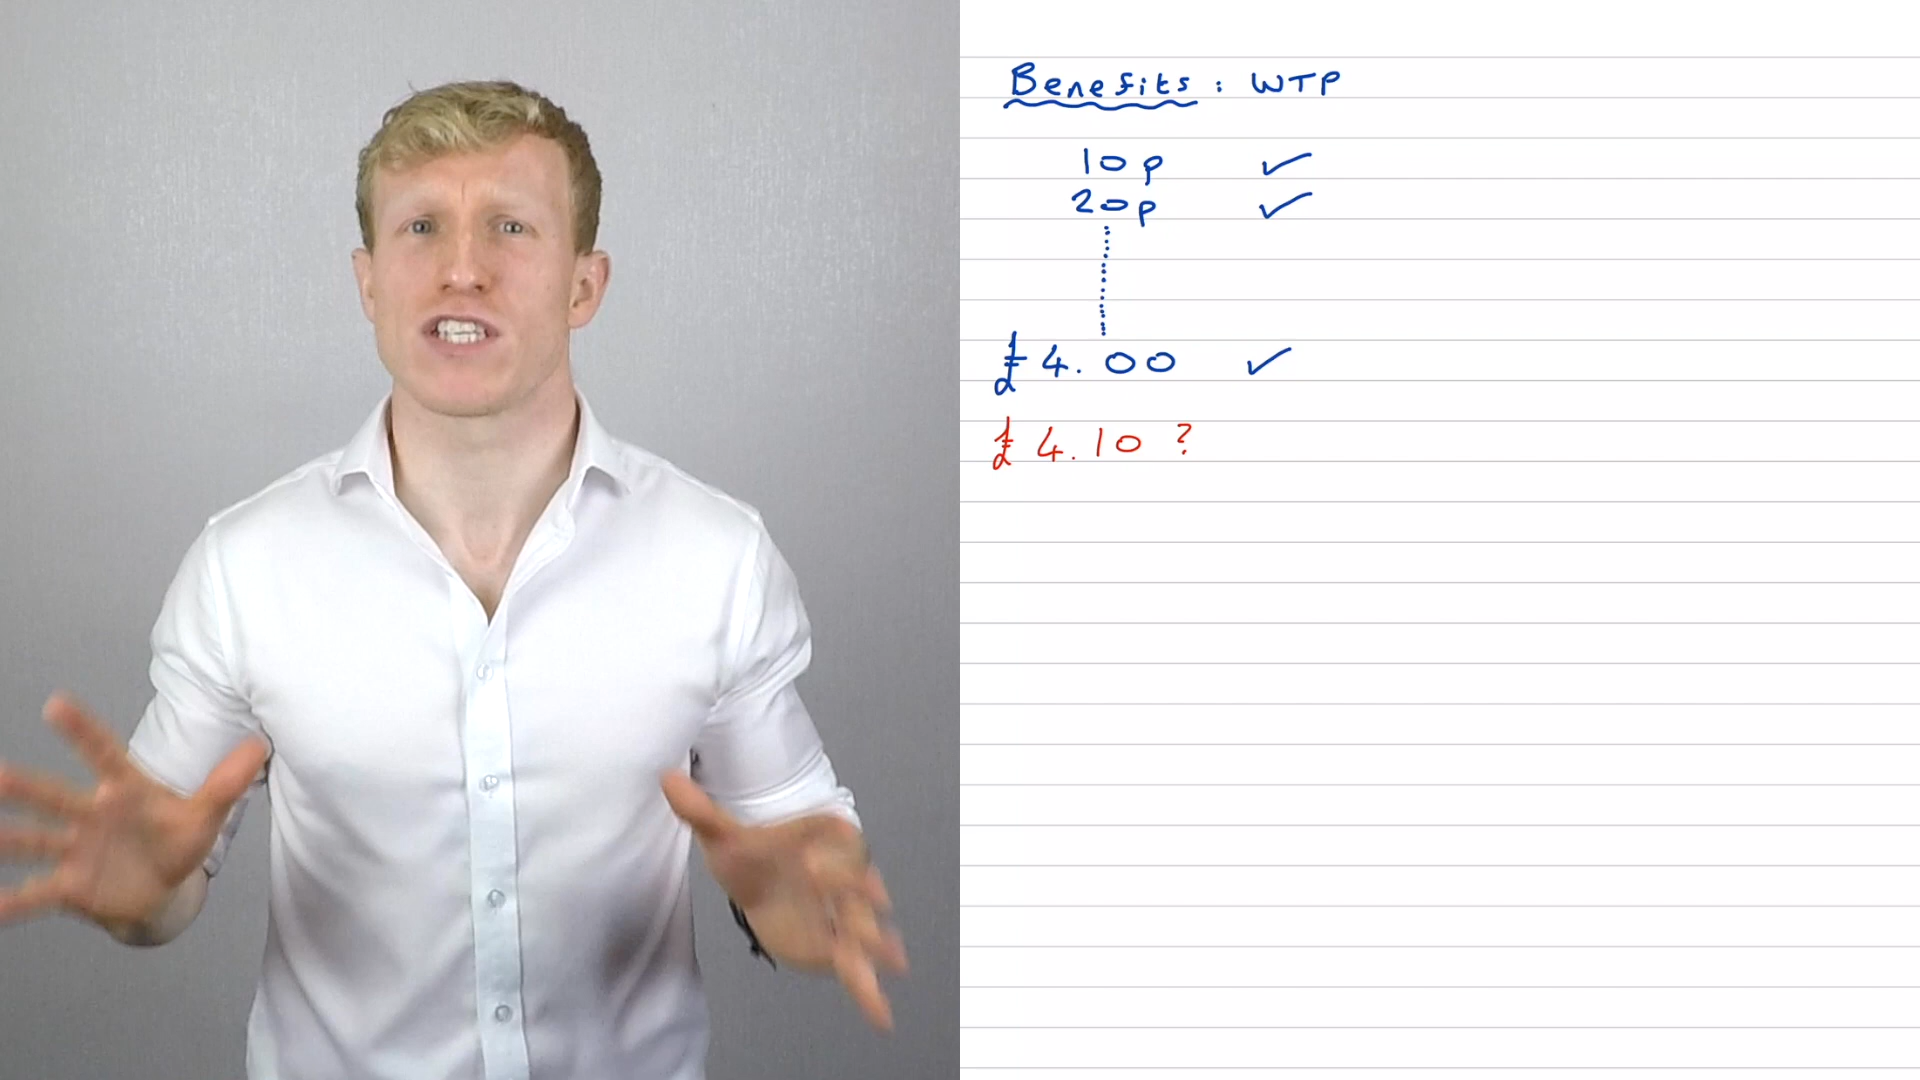 Benefits : WTP
10p ✓
20p ✓
£4.00 ✓
£4.10 ?